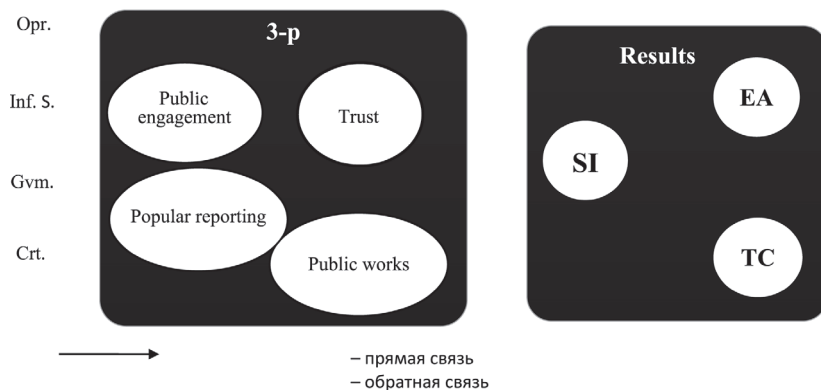 Opr.
3-p
Results
Inf. S.
Public
engagement
Trust
EA
SI
Gvm.
Popular reporting
Crt.
Public works
TC
– прямая связь
– обратная связь